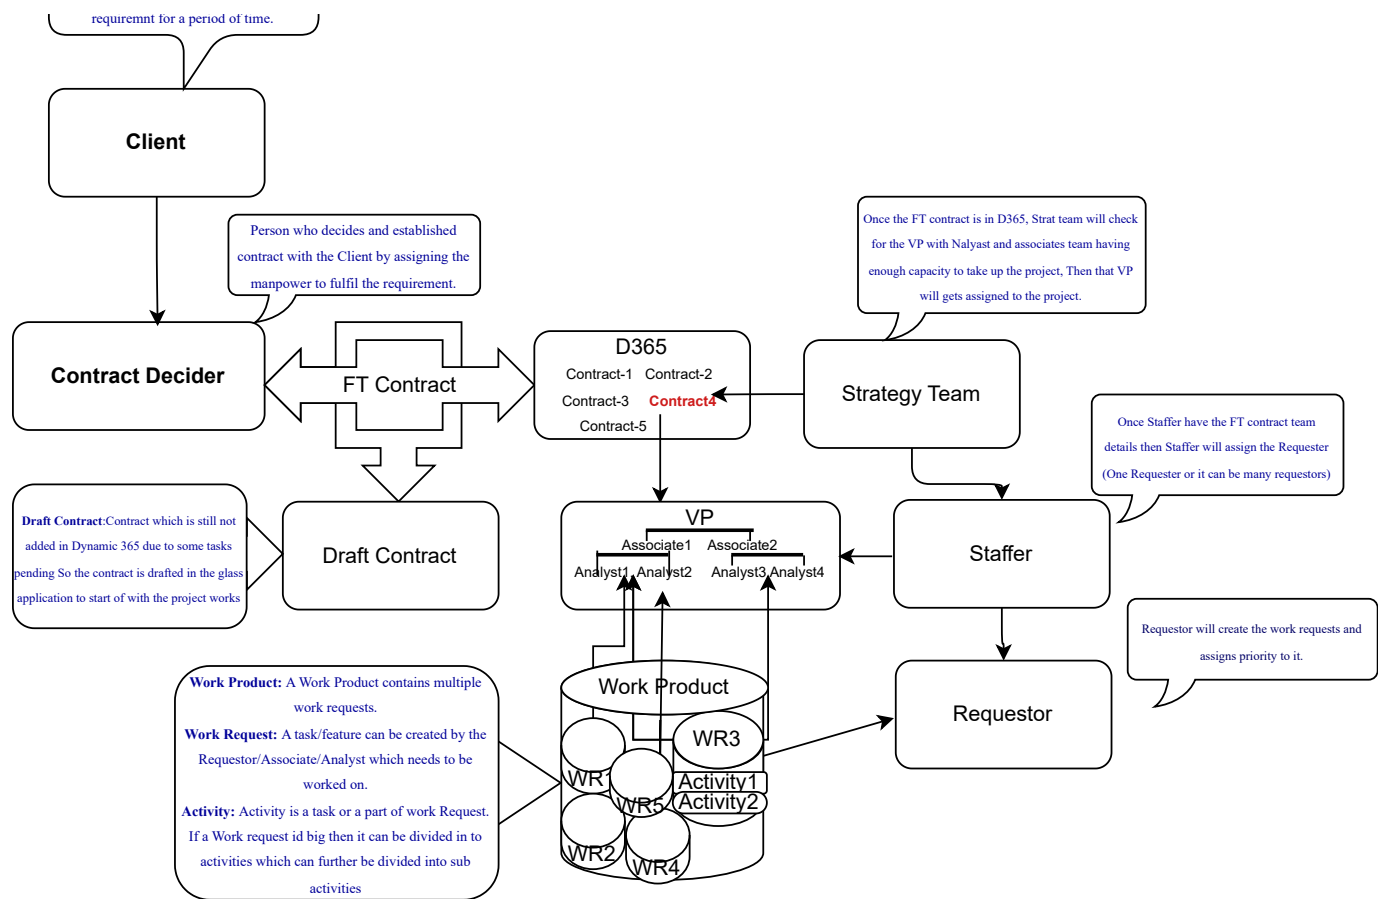 requiremnt for a period of time.
Client
Person who decides and established
contract with the Client by assigning the
manpower to fulfil the requirement.
Once the FT contract is in D365, Strat team will check
for the VP with Nalyast and associates team having
enough capacity to take up the project, Then that VP
will gets assigned to the project.
Contract Decider
FT Contract
D365
Contract-1 Contract-2
Contract-3 Contract4
Contract-5
Strategy Team
Once Staffer have the FT contract team
details then Staffer will assign the Requester
(One Requester or it can be many requestors)
Draft Contract:Contract which is still not
added in Dynamic 365 due to some tasks
pending So the contract is drafted in the glass
application to start of with the project works
Draft Contract
VP
Associate1 Associate2
Analyst1 Analyst2 Analyst3 Analyst4
Staffer
Requestor will create the work requests and
assigns priority to it.
Work Product: A Work Product contains multiple
work requests.
Work Request: A task/feature can be created by the
Requestor/Associate/Analyst which needs to be
worked on.
Activity: Activity is a task or a part of work Request.
If a Work request id big then it can be divided in to
activities which can further be divided into sub
activities
Work Product
WR3
WR1
Activity1
WR5
Activity2
WR2
WR4
Requestor